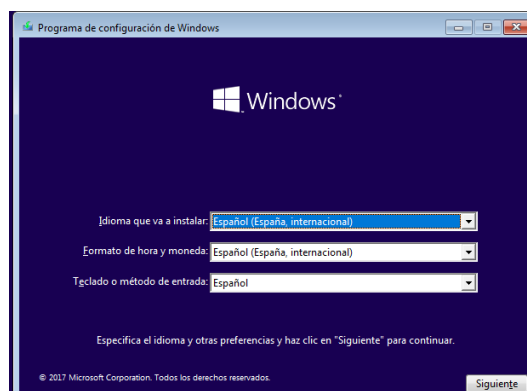 Programa de configuración de Windows
Windows
Idioma que va a instalar: Español (España, internacional)
Formato de hora y moneda: Español (España, internacional)
Teclado o método de entrada: Español
Especifica el idioma y otras preferencias y haz clic en "Siguiente" para continuar.
© 2017 Microsoft Corporation. Todos los derechos reservados.
Siguiente